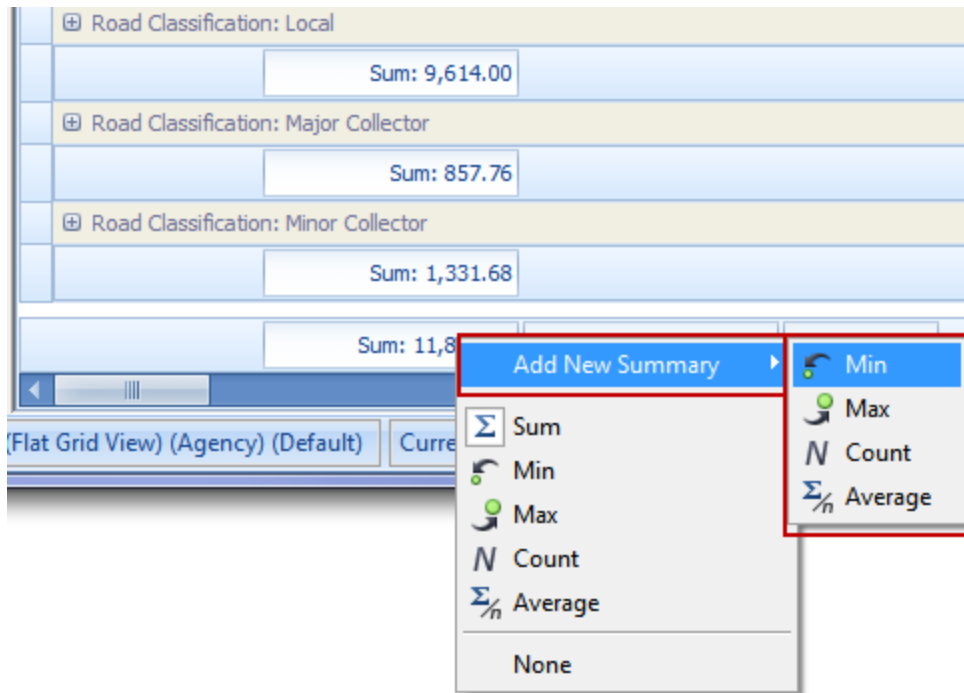 Road Classification: Local
Sum: 9,614.00
Road Classification: Major Collector
Sum: 857.76
Road Classification: Minor Collector
Sum: 1,331.68
Sum: 11,8
Add New Summary
Min
Max
Count
Average
Σ Sum
Min
Max
N Count
Σ/n Average
None
(Flat Grid View) (Agency) (Default)
Curre